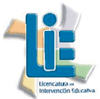 LIE
Licenciatura en
Intervención Educativa